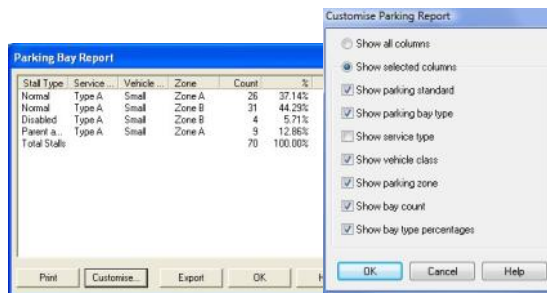 Parking Bay Report
Stall Type Service ... Vehicle ... Zone Count %
Normal Type A Small Zone A 26 37.14%
Normal Type A Small Zone B 31 44.29%
Disabled Type A Small Zone B 4 5.71%
Parent a... Type A Small Zone A 9 12.86%
Total Stalls 70 100.00%
Print Customise... Export OK H
Customise Parking Report
Show all columns
Show selected columns
Show parking standard
Show parking bay type
Show service type
Show vehicle class
Show parking zone
Show bay count
Show bay type percentages
OK Cancel Help